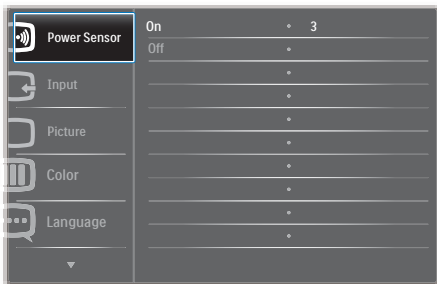 Power Sensor
On 3
Off
Input
Picture
Color
Language